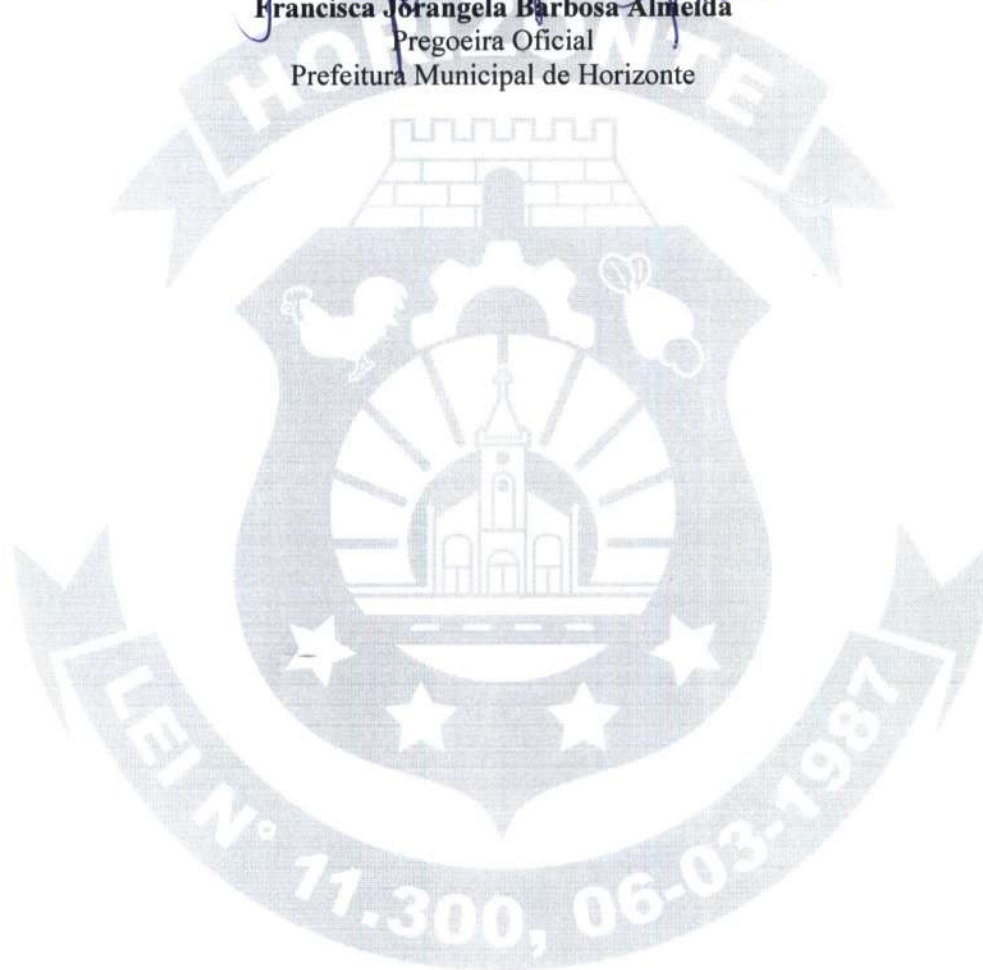 Francisca Jorangela Barbosa Almeida
Pregoeira Oficial
Prefeitura Municipal de Horizonte
HORIZONTE
LEI Nº 11.300, 06-03-1987